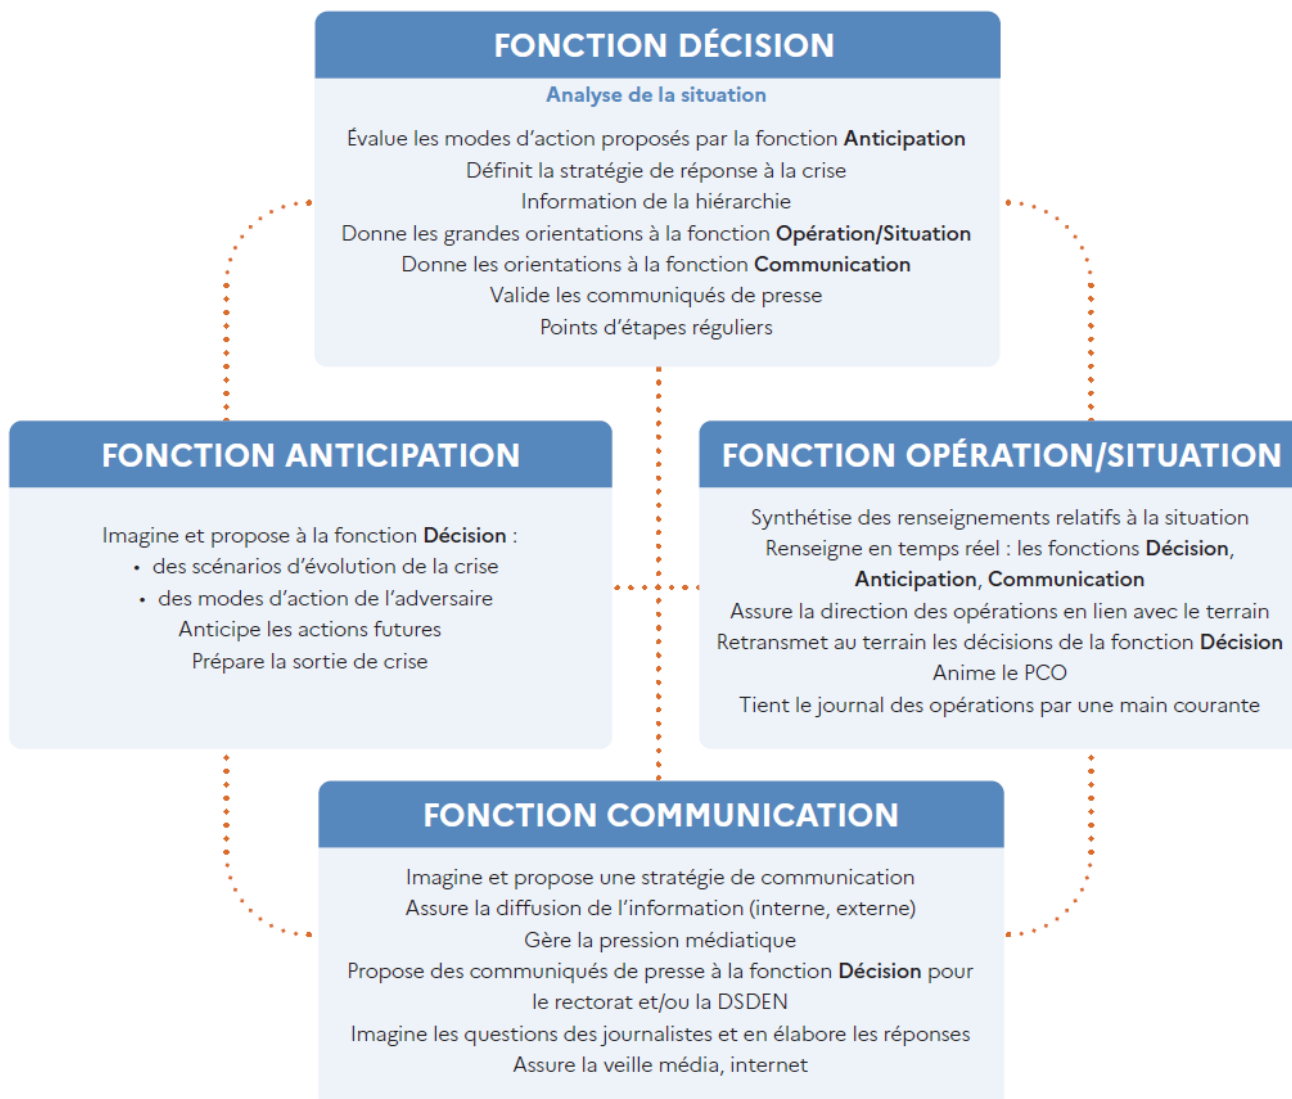 FONCTION DÉCISION
Analyse de la situation
Évalue les modes d’action proposés par la fonction Anticipation
Définit la stratégie de réponse à la crise
Information de la hiérarchie
Donne les grandes orientations à la fonction Opération/Situation
Donne les orientations à la fonction Communication
Valide les communiqués de presse
Points d’étapes réguliers
FONCTION ANTICIPATION
Imagine et propose à la fonction Décision :
• des scénarios d’évolution de la crise
• des modes d’action de l’adversaire
Anticipe les actions futures
Prépare la sortie de crise
FONCTION OPÉRATION/SITUATION
Synthétise des renseignements relatifs à la situation
Renseigne en temps réel : les fonctions Décision,
Anticipation, Communication
Assure la direction des opérations en lien avec le terrain
Retransmet au terrain les décisions de la fonction Décision
Anime le PCO
Tient le journal des opérations par une main courante
FONCTION COMMUNICATION
Imagine et propose une stratégie de communication
Assure la diffusion de l’information (interne, externe)
Gère la pression médiatique
Propose des communiqués de presse à la fonction Décision pour
le rectorat et/ou la DSDEN
Imagine les questions des journalistes et en élabore les réponses
Assure la veille média, internet